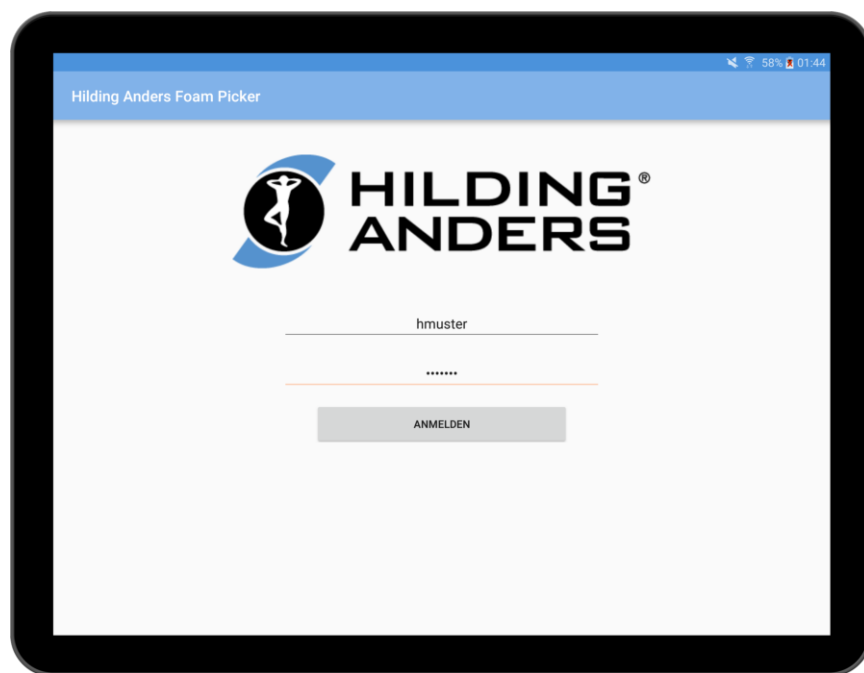 58% 01:44
Hilding Anders Foam Picker
HILDING®
ANDERS
hmuster
•••••••
ANMELDEN